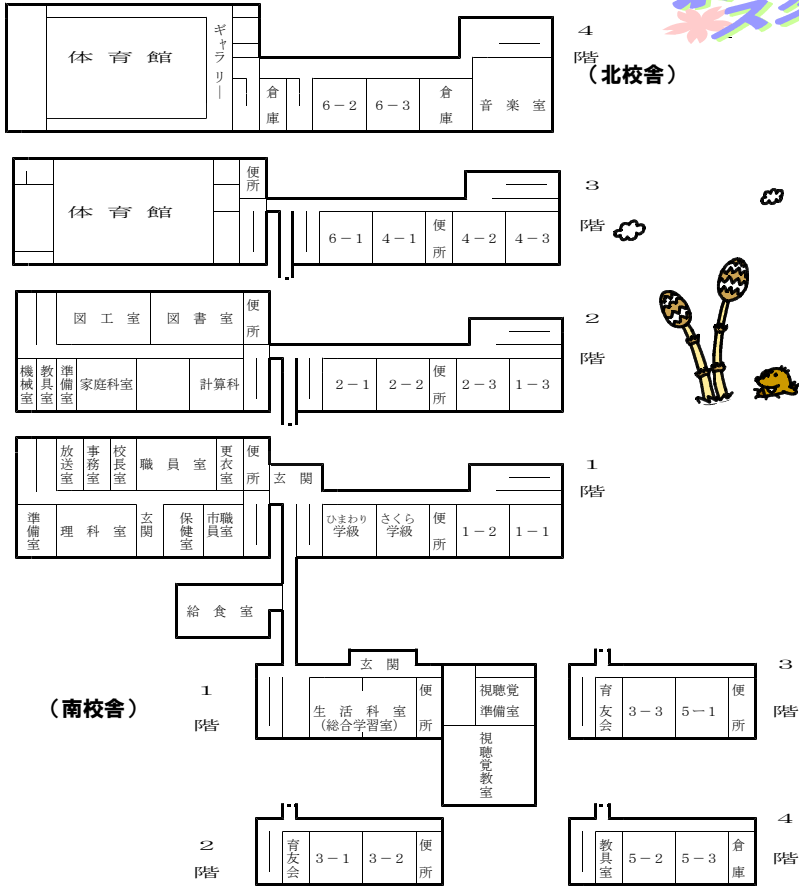 体育館
ギャラリー
倉庫
6－2
6－3
倉庫
音楽室
4階
（北校舎）
便所
体育館
6－1
4－1
便所
4－2
4－3
3階
図工室
図書室
便所
機械室
教具室
準備室
家庭科室
計算科
2－1
2－2
便所
2－3
1－3
2階
放送室
事務室
校長室
職員室
更衣室
便所
玄関
準備室
理科室
玄関
保健室
市職員室
ひまわり学級
さくら学級
便所
1－2
1－1
1階
給食室
（南校舎）
1階
玄関
生活科室
（総合学習室）
便所
視聴覚準備室
視聴覚教室
育友会
3－3
5－1
便所
3階
2階
育友会
3－1
3－2
便所
教具室
5－2
5－3
倉庫
4階